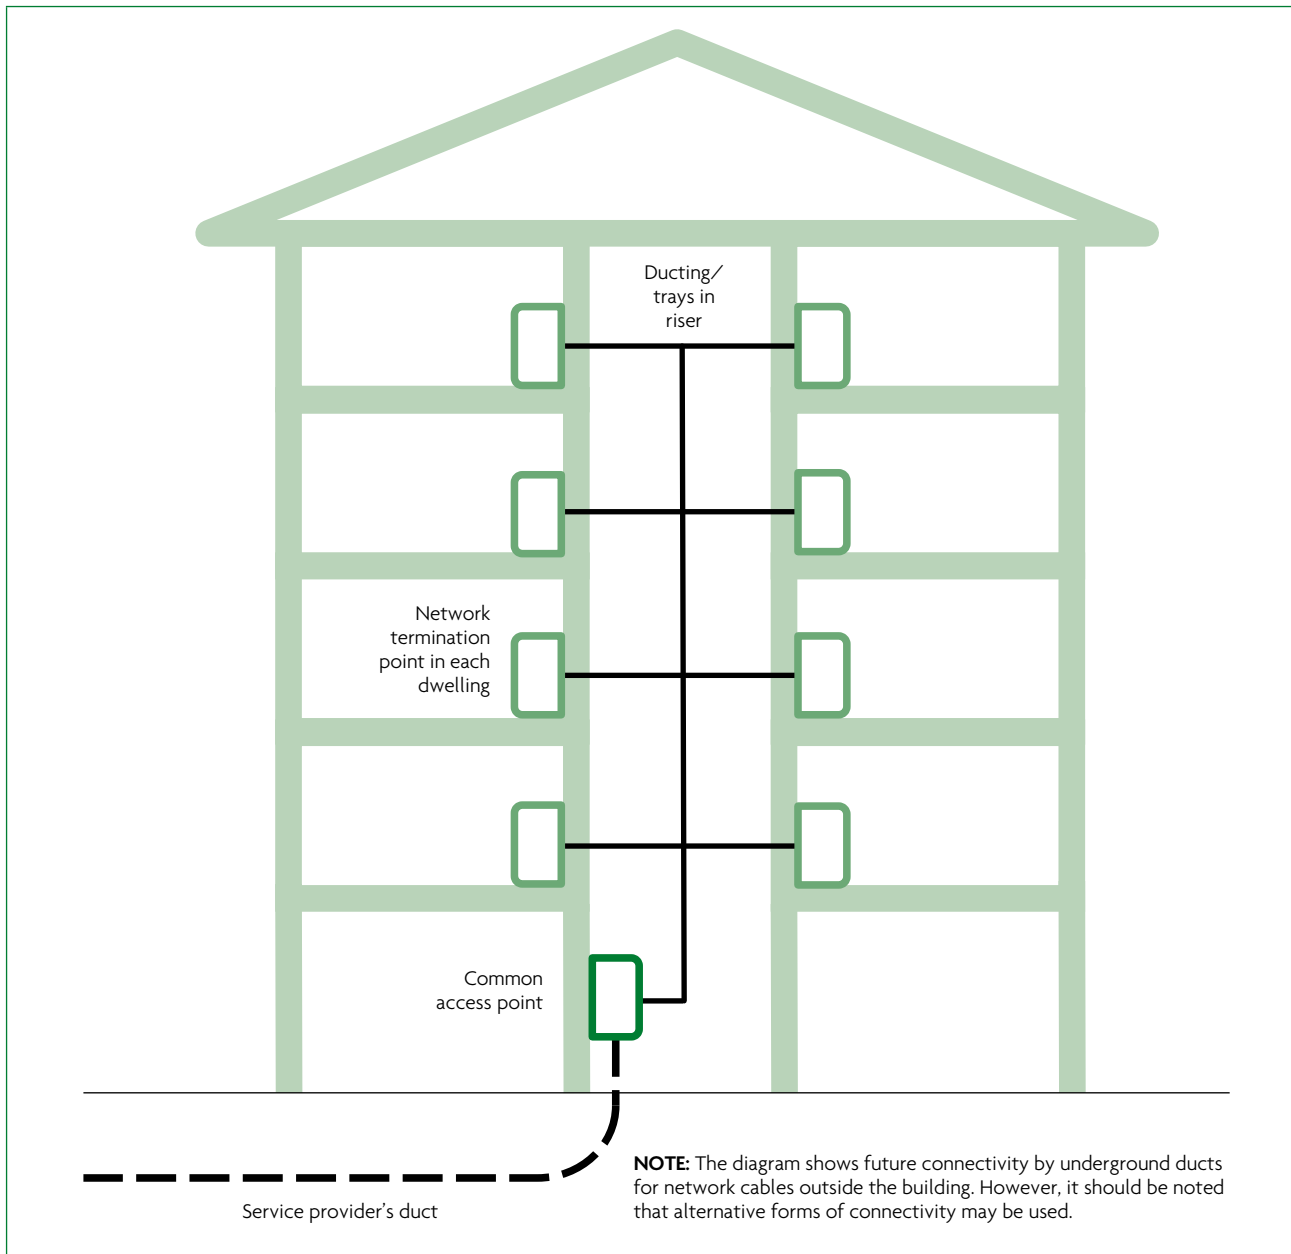 Ducting/
trays in
riser
Network
termination
point in each
dwelling
Common
access point
NOTE: The diagram shows future connectivity by underground ducts
for network cables outside the building. However, it should be noted
that alternative forms of connectivity may be used.
Service provider's duct